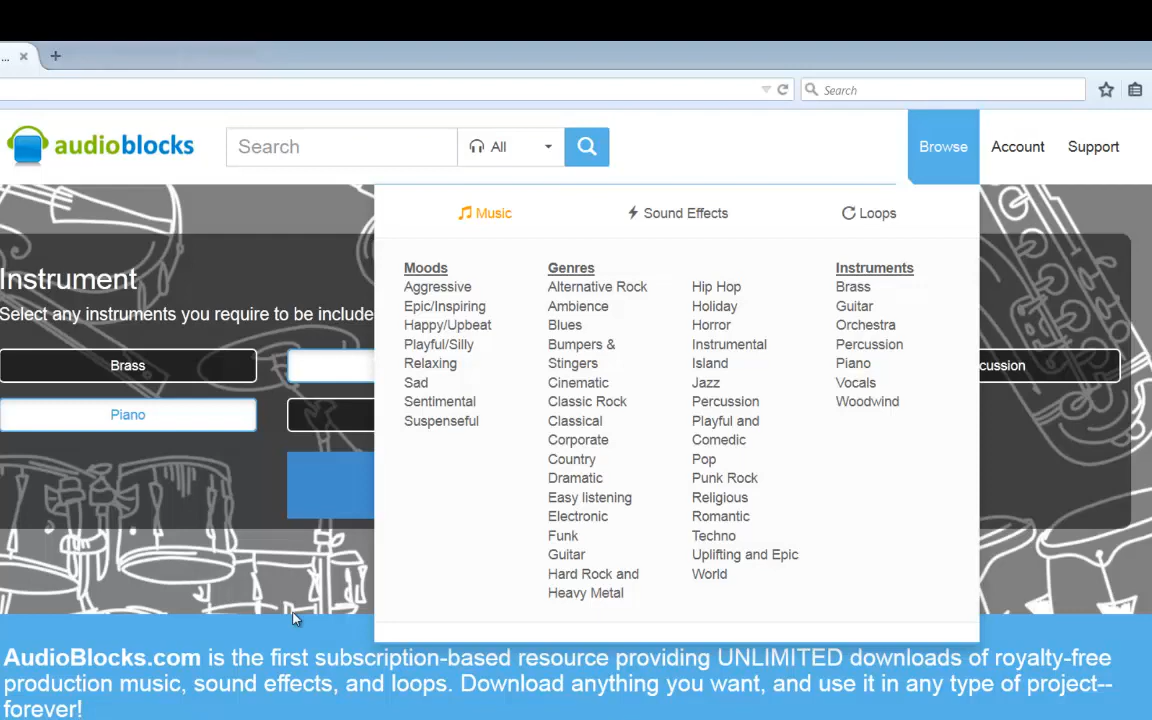 ...
Search
audioblocks
Search
All
Browse
Account
Support
Music
Sound Effects
Loops
Instrument
Select any instruments you require to be include
Brass
Piano
cussion
Moods
Aggressive
Epic/Inspiring
Happy/Upbeat
Playful/Silly
Relaxing
Sad
Sentimental
Suspenseful
Genres
Alternative Rock
Ambience
Blues
Bumpers &
Stingers
Cinematic
Classic Rock
Classical
Corporate
Country
Dramatic
Easy listening
Electronic
Funk
Guitar
Hard Rock and
Heavy Metal
Hip Hop
Holiday
Horror
Instrumental
Island
Jazz
Percussion
Playful and
Comedic
Pop
Punk Rock
Religious
Romantic
Techno
Uplifting and Epic
World
Instruments
Brass
Guitar
Orchestra
Percussion
Piano
Vocals
Woodwind
AudioBlocks.com is the first subscription-based resource providing UNLIMITED downloads of royalty-free
production music, sound effects, and loops. Download anything you want, and use it in any type of project--
forever!